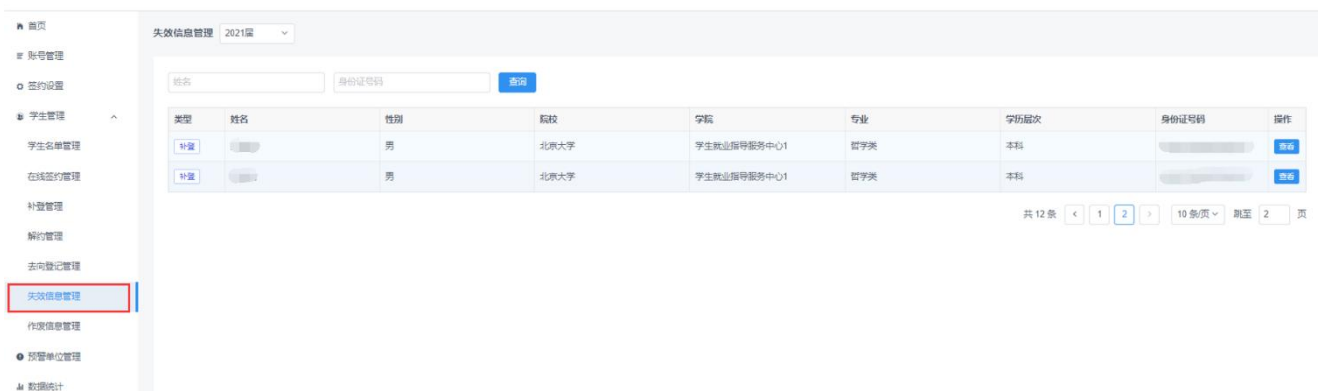 首页
账号管理
签约设置
学生管理
学生名单管理
在线签约管理
补登管理
解约管理
去向登记管理
失效信息管理
作废信息管理
预警单位管理
数据统计
失效信息管理 2021届
姓名 身份证号码 查询
类型 姓名 性别 院校 学院 专业 学历层次 身份证号码 操作
补登 男 北京大学 学生就业指导服务中心1 哲学类 本科 查看
补登 男 北京大学 学生就业指导服务中心1 哲学类 本科 查看
共 12 条 < 1 2 > 10 条/页 跳至 2 页